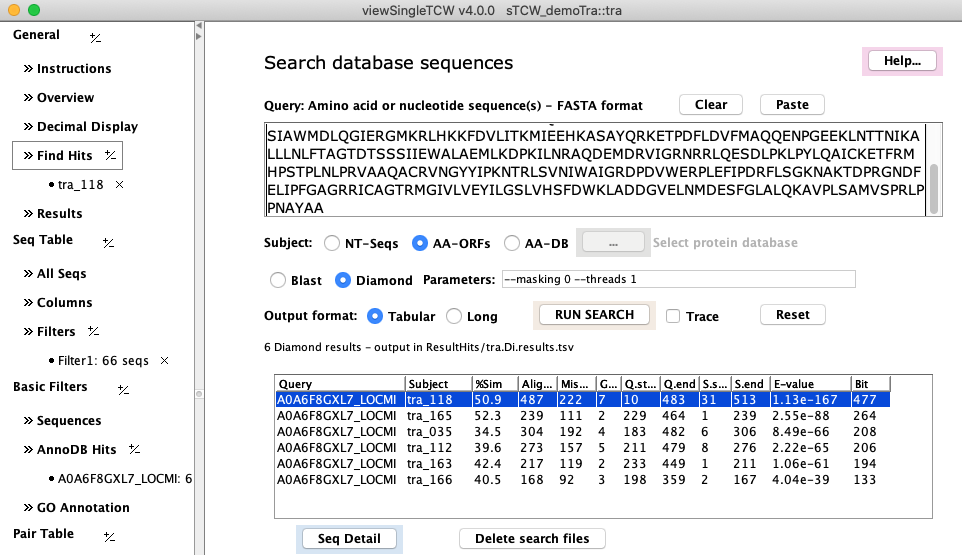 viewSingleTCW v4.0.0 sTCW_demoTra::tra
General +/-
» Instructions
» Overview
» Decimal Display
» Find Hits +/-
• tra_118 ×
» Results
Seq Table +/-
» All Seqs
» Columns
» Filters +/-
• Filter1: 66 seqs ×
Basic Filters +/-
» Sequences
» AnnoDB Hits +/-
• A0A6F8GXL7_LOCMI: 6
» GO Annotation
Pair Table +/-
Search database sequences
Help...
Query: Amino acid or nucleotide sequence(s) – FASTA format
Clear
Paste
SIAWMDLQGIERGMKRLHKKFDVLITKMIEEHKASAYQRKETPDFLDVFMAQQENPGEEKLNTTNIKA
LLLNLFTAGTDTSSSIIEWALAEMLKDPKILNRAQDEMDRVIGRNRRLQESDLPKLPYLQAICKETFRM
HPSTPLNLPRVAAQACRVNGYYIPKNTRLSVNIWAIGRDPDVWERPLEFIPDRFLSGKNAKTDPRGNDF
ELIPFGAGRRICAGTRMGIVLVEYILGSLVHSFDWKLADDGVELNMDESFGLALQKAVPLSAMVSPRLP
PNAYAA
Subject: NT-Seqs AA-ORFs AA-DB ... Select protein database
Blast Diamond Parameters: --masking 0 --threads 1
Output format: Tabular Long RUN SEARCH Trace Reset
6 Diamond results – output in ResultHits/tra.Di.results.tsv
Query Subject %Sim Alig... Mis... G... Q.st... Q.end S.s... S.end E-value Bit
A0A6F8GXL7_LOCMI tra_118 50.9 487 222 7 10 483 31 513 1.13e-167 477
A0A6F8GXL7_LOCMI tra_165 52.3 239 111 2 229 464 1 239 2.55e-88 264
A0A6F8GXL7_LOCMI tra_035 34.5 304 192 4 183 482 6 306 8.49e-66 208
A0A6F8GXL7_LOCMI tra_112 39.6 273 157 5 211 479 8 276 2.22e-65 206
A0A6F8GXL7_LOCMI tra_163 42.4 217 119 2 233 449 1 211 1.06e-61 194
A0A6F8GXL7_LOCMI tra_166 40.5 168 92 3 198 359 2 167 4.04e-39 133
Seq Detail
Delete search files